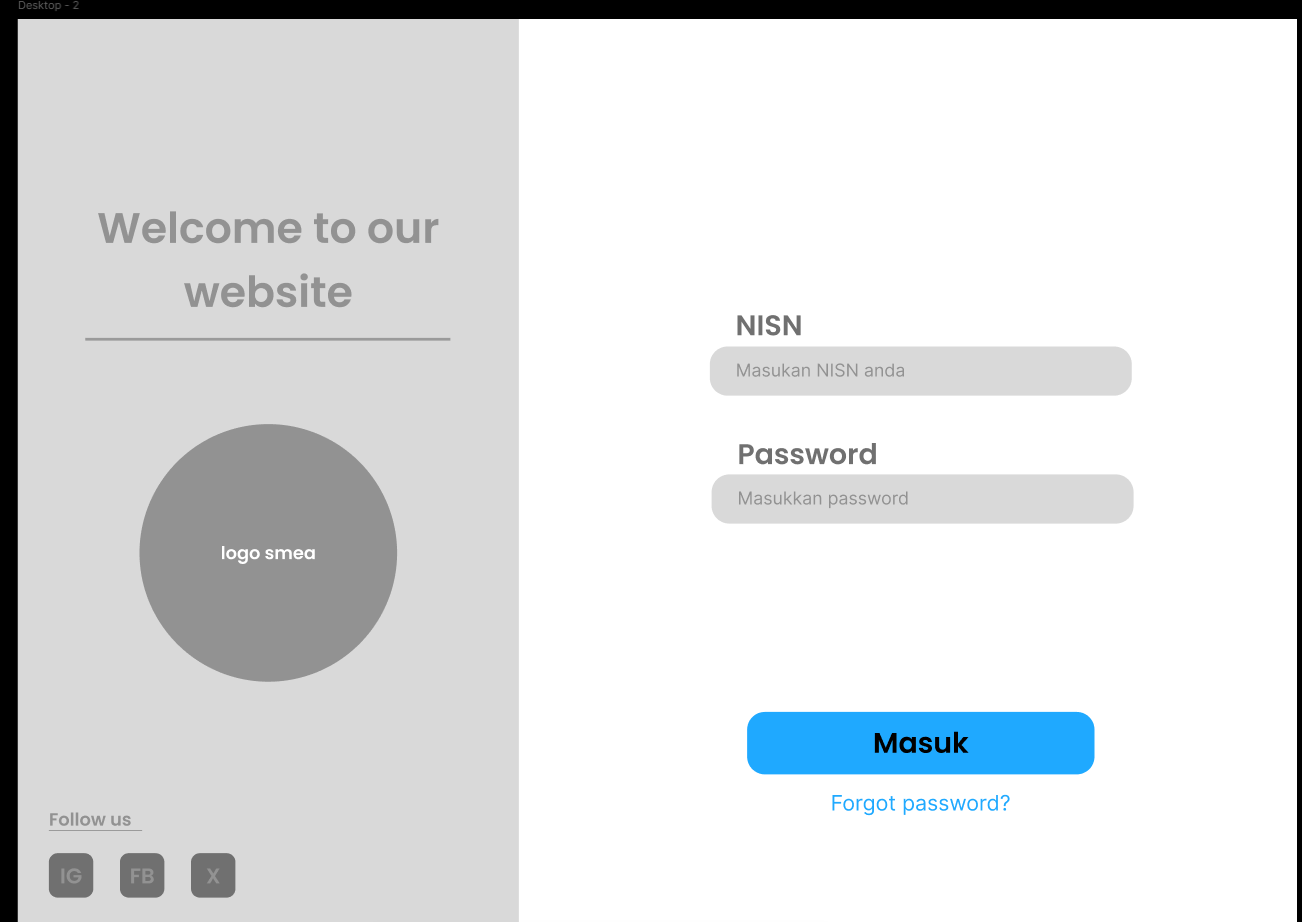 Desktop - 2
Welcome to our
website
logo smea
Follow us
IG FB X
NISN
Masukan NISN anda
Password
Masukkan password
Masuk
Forgot password?